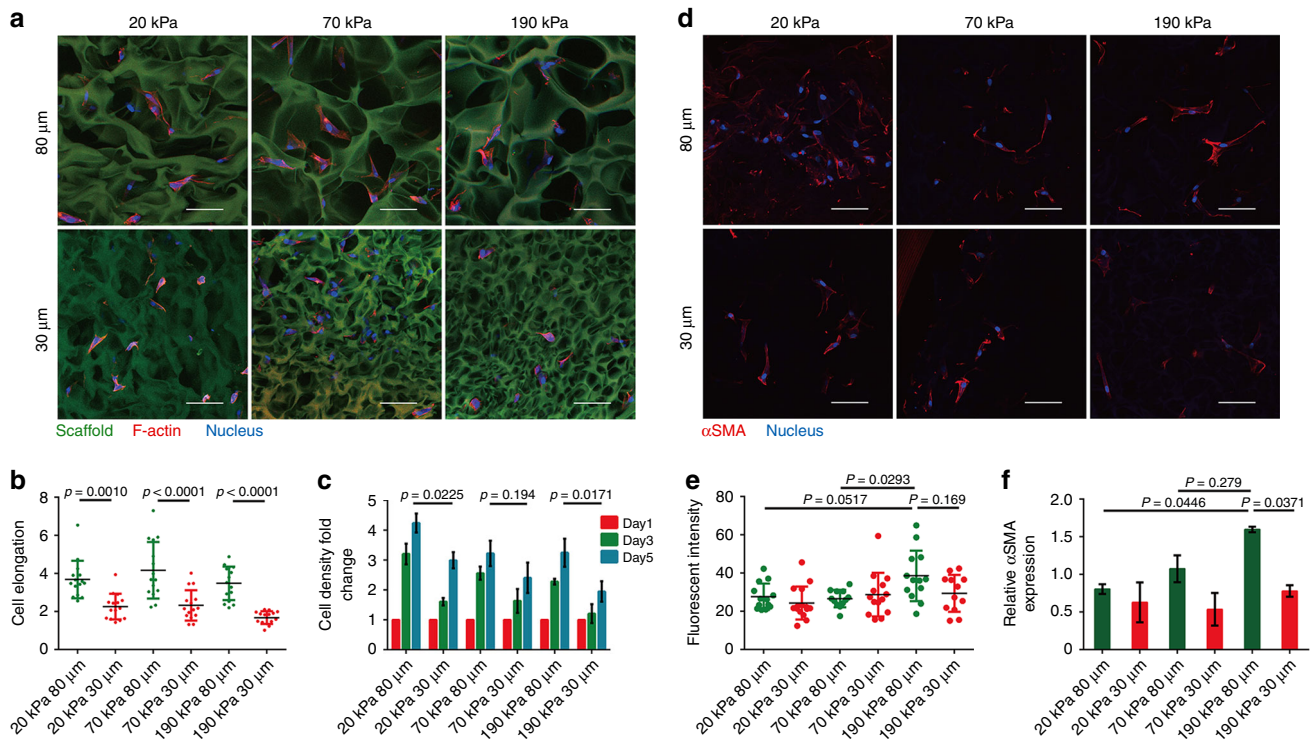 a
20 kPa 70 kPa 190 kPa
80 µm
30 µm
Scaffold F-actin Nucleus
d
20 kPa 70 kPa 190 kPa
80 µm
30 µm
αSMA Nucleus
b
Cell elongation
8
6
4
2
0
p = 0.0010 p < 0.0001 p < 0.0001
20 kPa 80 µm
20 kPa 30 µm
70 kPa 80 µm
70 kPa 30 µm
190 kPa 80 µm
190 kPa 30 µm
c
Cell density fold
change
5
4
3
2
1
0
p = 0.0225 p = 0.194 p = 0.0171
Day1
Day3
Day5
20 kPa 80 µm
20 kPa 30 µm
70 kPa 80 µm
70 kPa 30 µm
190 kPa 80 µm
190 kPa 30 µm
e
Fluorescent intensity
80
60
40
20
0
P = 0.0293
P = 0.0517 P = 0.169
20 kPa 80 µm
20 kPa 30 µm
70 kPa 80 µm
70 kPa 30 µm
190 kPa 80 µm
190 kPa 30 µm
f
Relative αSMA
expression
2.0
1.5
1.0
0.5
0
P = 0.279
P = 0.0446 P = 0.0371
20 kPa 80 µm
20 kPa 30 µm
70 kPa 80 µm
70 kPa 30 µm
190 kPa 80 µm
190 kPa 30 µm